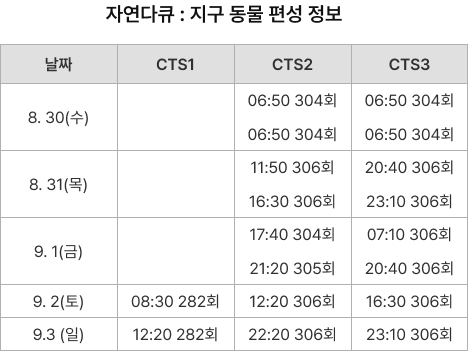 자연다큐 : 지구 동물 편성 정보
날짜 CTS1 CTS2 CTS3
06:50 304회 06:50 304회
8. 30(수)
06:50 304회 06:50 304회
11:50 306회 20:40 306회
8. 31(목)
16:30 306회 23:10 306회
17:40 304회 07:10 306회
9. 1(금)
21:20 305회 20:40 306회
9. 2(토) 08:30 282회 12:20 306회 16:30 306회
9.3 (일) 12:20 282회 22:20 306회 23:10 306회